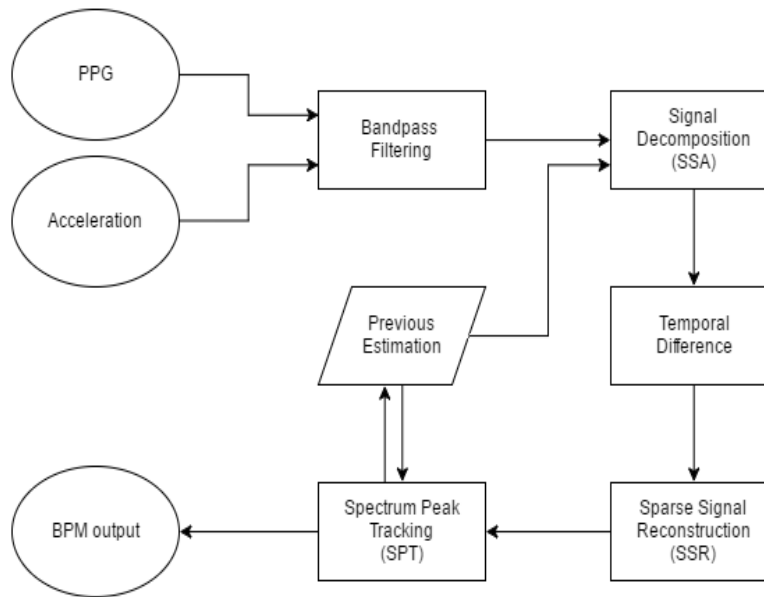 PPG
Bandpass
Filtering
Signal
Decomposition
(SSA)
Acceleration
Previous
Estimation
Temporal
Difference
BPM output
Spectrum Peak
Tracking
(SPT)
Sparse Signal
Reconstruction
(SSR)